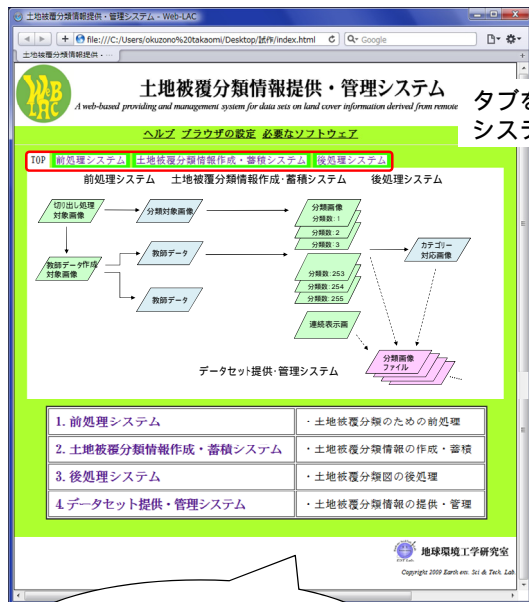 土地被覆分類情報提供・管理システム - Web-LAC
file:///C:/Users/okuzono%20takaomi/Desktop/試作/index.html
Google
土地被覆分類情報提供・…
WEB LAC
土地被覆分類情報提供・管理システム
A web-based providing and management system for data sets on land cover information derived from remote
タブを
システ
ヘルプ ブラウザの設定 必要なソフトウェア
TOP 前処理システム 土地被覆分類情報作成・蓄積システム 後処理システム
前処理システム 土地被覆分類情報作成・蓄積システム 後処理システム
切り出し処理
対象画像
分類対象画像
分類画像
分類数：1
分類数：2
分類数：3
教師データ作成
対象画像
教師データ
カテゴリー
対応画像
分類数：253
分類数：254
分類数：255
教師データ
連続表示画
分類画像
ファイル
データセット提供・管理システム
1. 前処理システム
・土地被覆分類のための前処理
2. 土地被覆分類情報作成・蓄積システム
・土地被覆分類情報の作成・蓄積
3. 後処理システム
・土地被覆分類図の後処理
4. データセット提供・管理システム
・土地被覆分類情報の提供・管理
地球環境工学研究室
Copyright 2009 Earth env. Sci & Tech. Lab